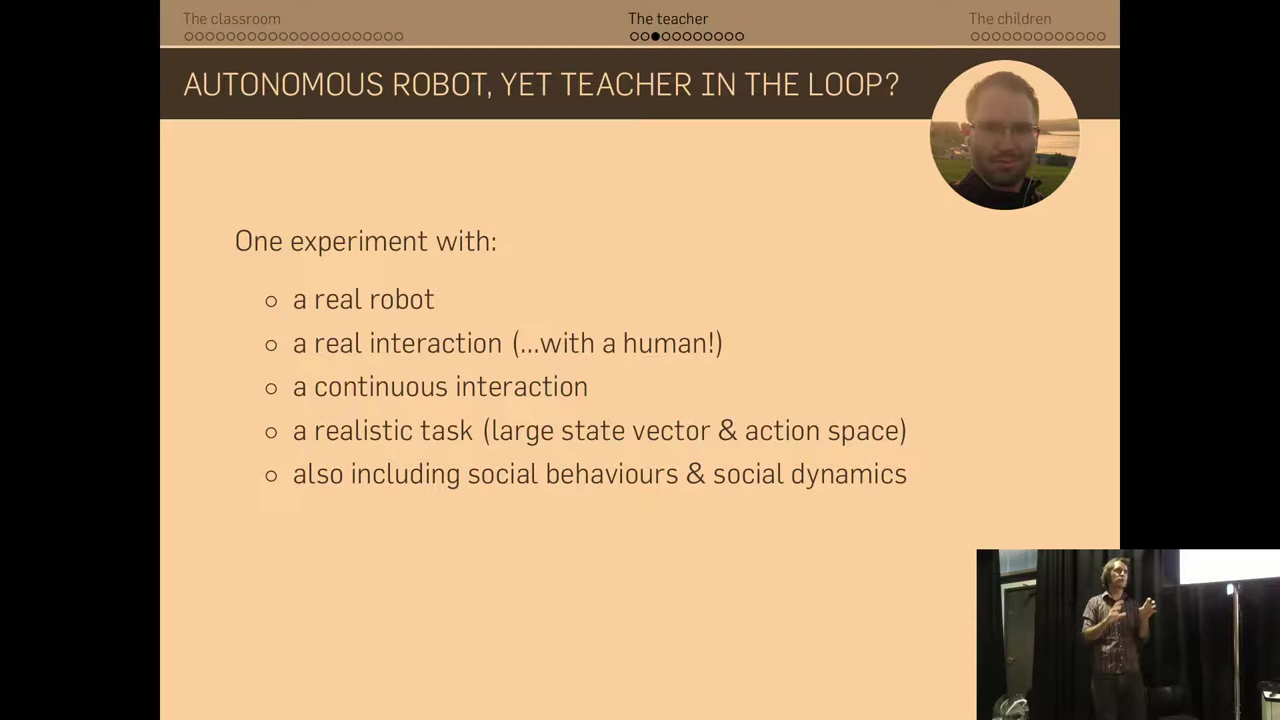 The classroom
The teacher
The children
AUTONOMOUS ROBOT, YET TEACHER IN THE LOOP?
One experiment with:
a real robot
a real interaction (...with a human!)
a continuous interaction
a realistic task (large state vector & action space)
also including social behaviours & social dynamics